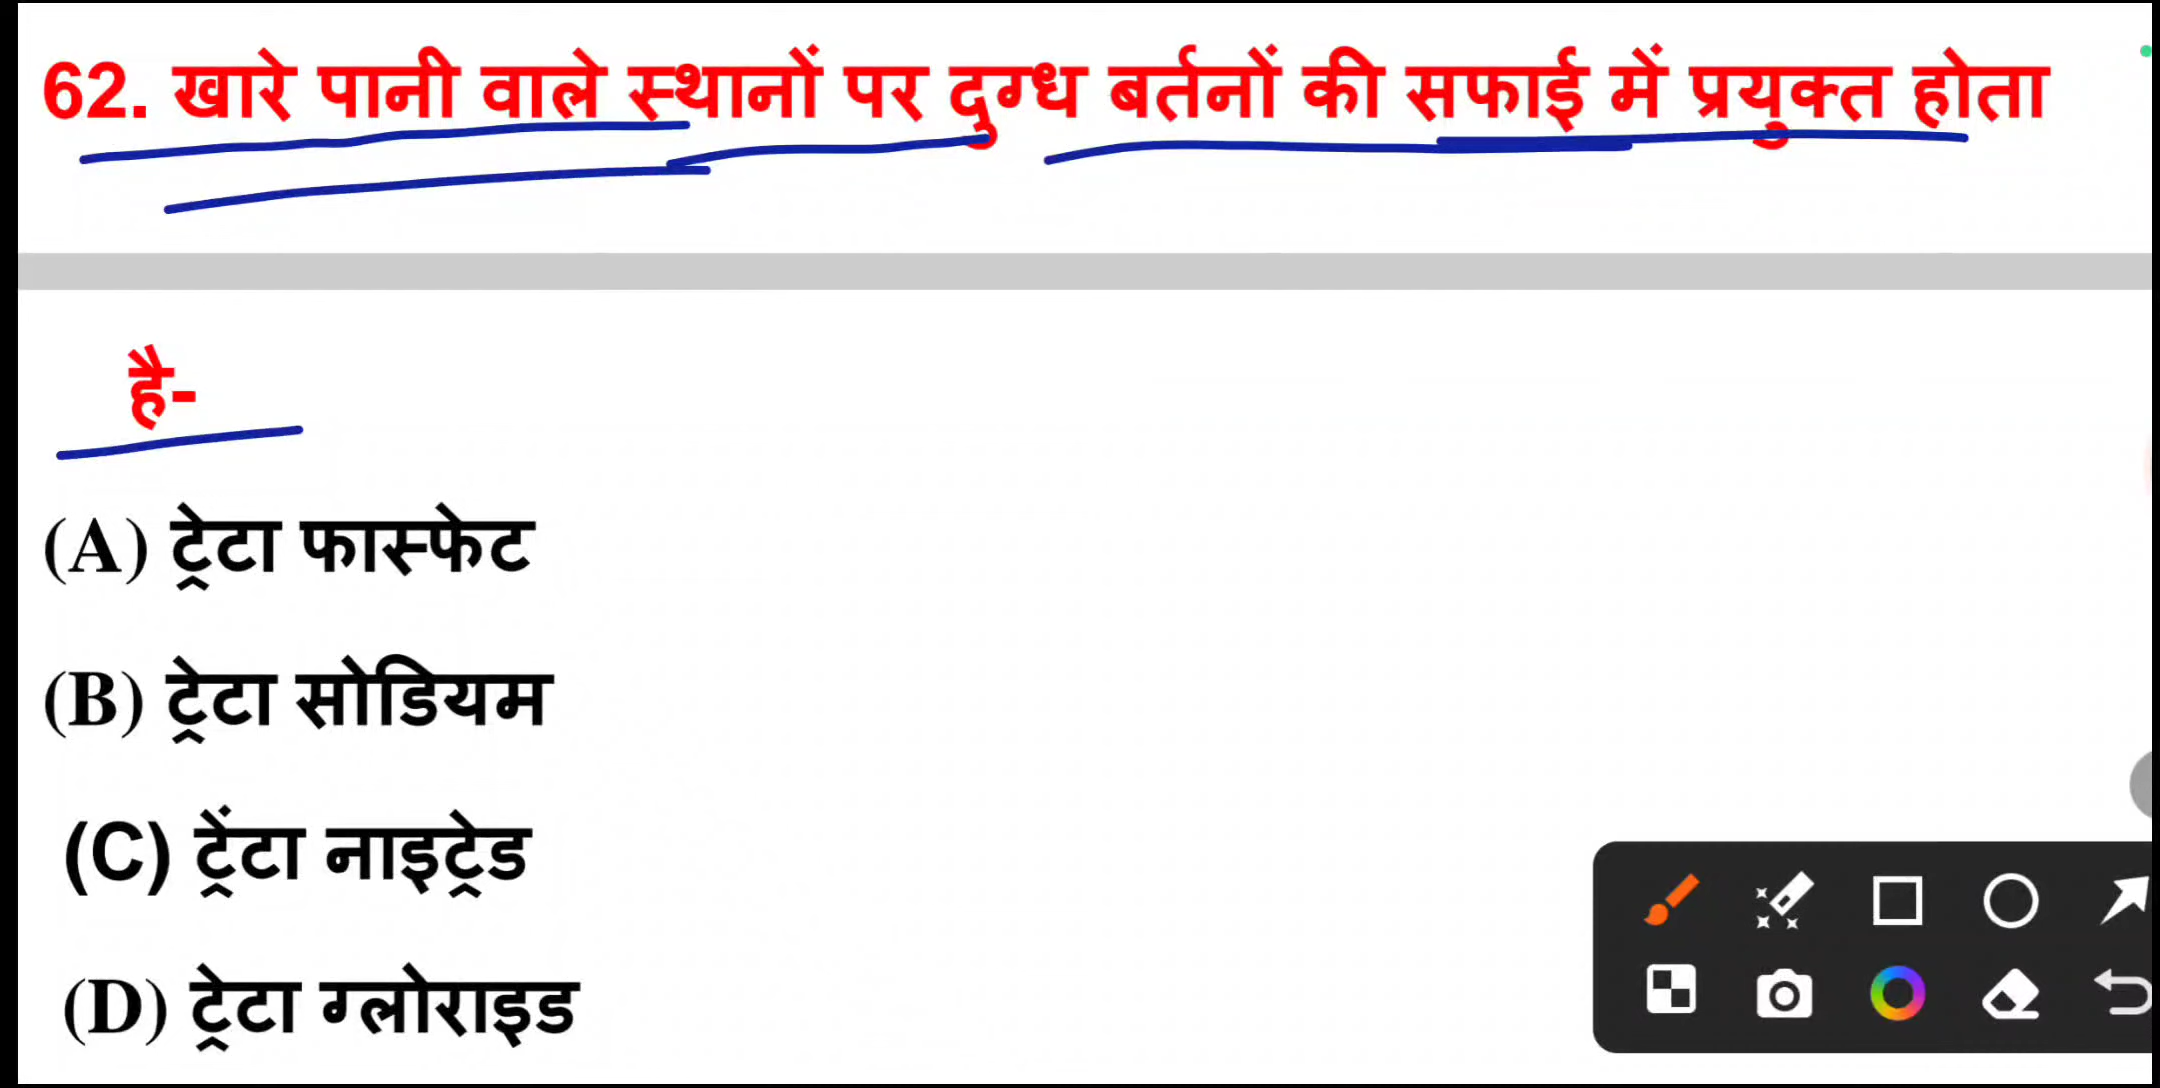 62. खारे पानी वाले स्थानों पर दुग्ध बर्तनों की सफाई में प्रयुक्त होता
है-
(A) ट्रेटा फास्फेट
(B) ट्रेटा सोडियम
(C) ट्रेंटा नाइट्रेड
(D) ट्रेटा ग्लोराइड